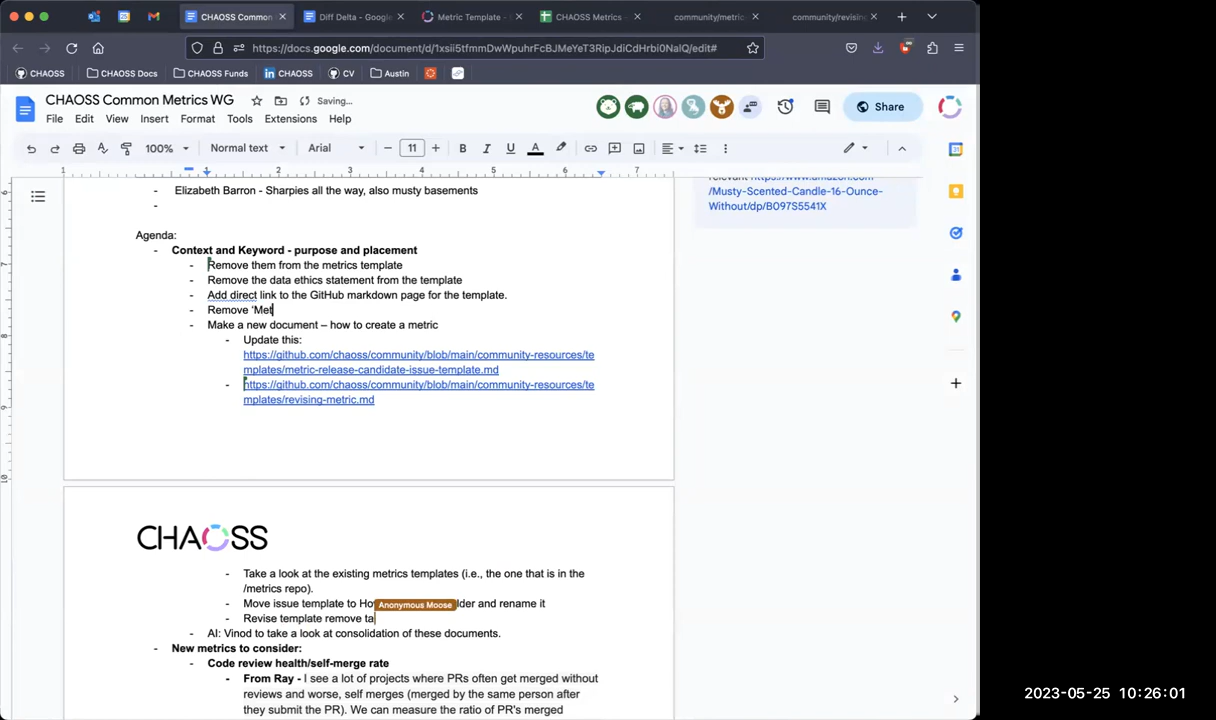 CHAOSS Common
Diff Delta - Google
Metric Template - S
CHAOSS Metrics -
community/metric
community/revising
https://docs.google.com/document/d/1xsii5tfmmDwWpuhrFcBJMeYeT3RipJdiCdHrbi0NalQ/edit#
CHAOSS
CHAOSS Docs
CHAOSS Funds
CHAOSS
CV
Austin
CHAOSS Common Metrics WG
Saving…
Share
File Edit View Insert Format Tools Extensions Help
100% Normal text Arial 11
1 1 2 3 4 5 6 7
- Elizabeth Barron - Sharpies all the way, also musty basements
-
/Musty-Scented-Candle-16-Ounce-
Without/dp/B097S5541X
Agenda:
- Context and Keyword - purpose and placement
- Remove them from the metrics template
- Remove the data ethics statement from the template
- Add direct link to the GitHub markdown page for the template.
- Remove 'Met
- Make a new document – how to create a metric
- Update this:
https://github.com/chaoss/community/blob/main/community-resources/te
mplates/metric-release-candidate-issue-template.md
- https://github.com/chaoss/community/blob/main/community-resources/te
mplates/revising-metric.md
CHAOSS
- Take a look at the existing metrics templates (i.e., the one that is in the
/metrics repo).
- Move issue template to Ho Anonymous Moose lder and rename it
- Revise template remove ta
- AI: Vinod to take a look at consolidation of these documents.
- New metrics to consider:
- Code review health/self-merge rate
- From Ray - I see a lot of projects where PRs often get merged without
reviews and worse, self merges (merged by the same person after
they submit the PR). We can measure the ratio of PR's merged
2023-05-25 10:26:01